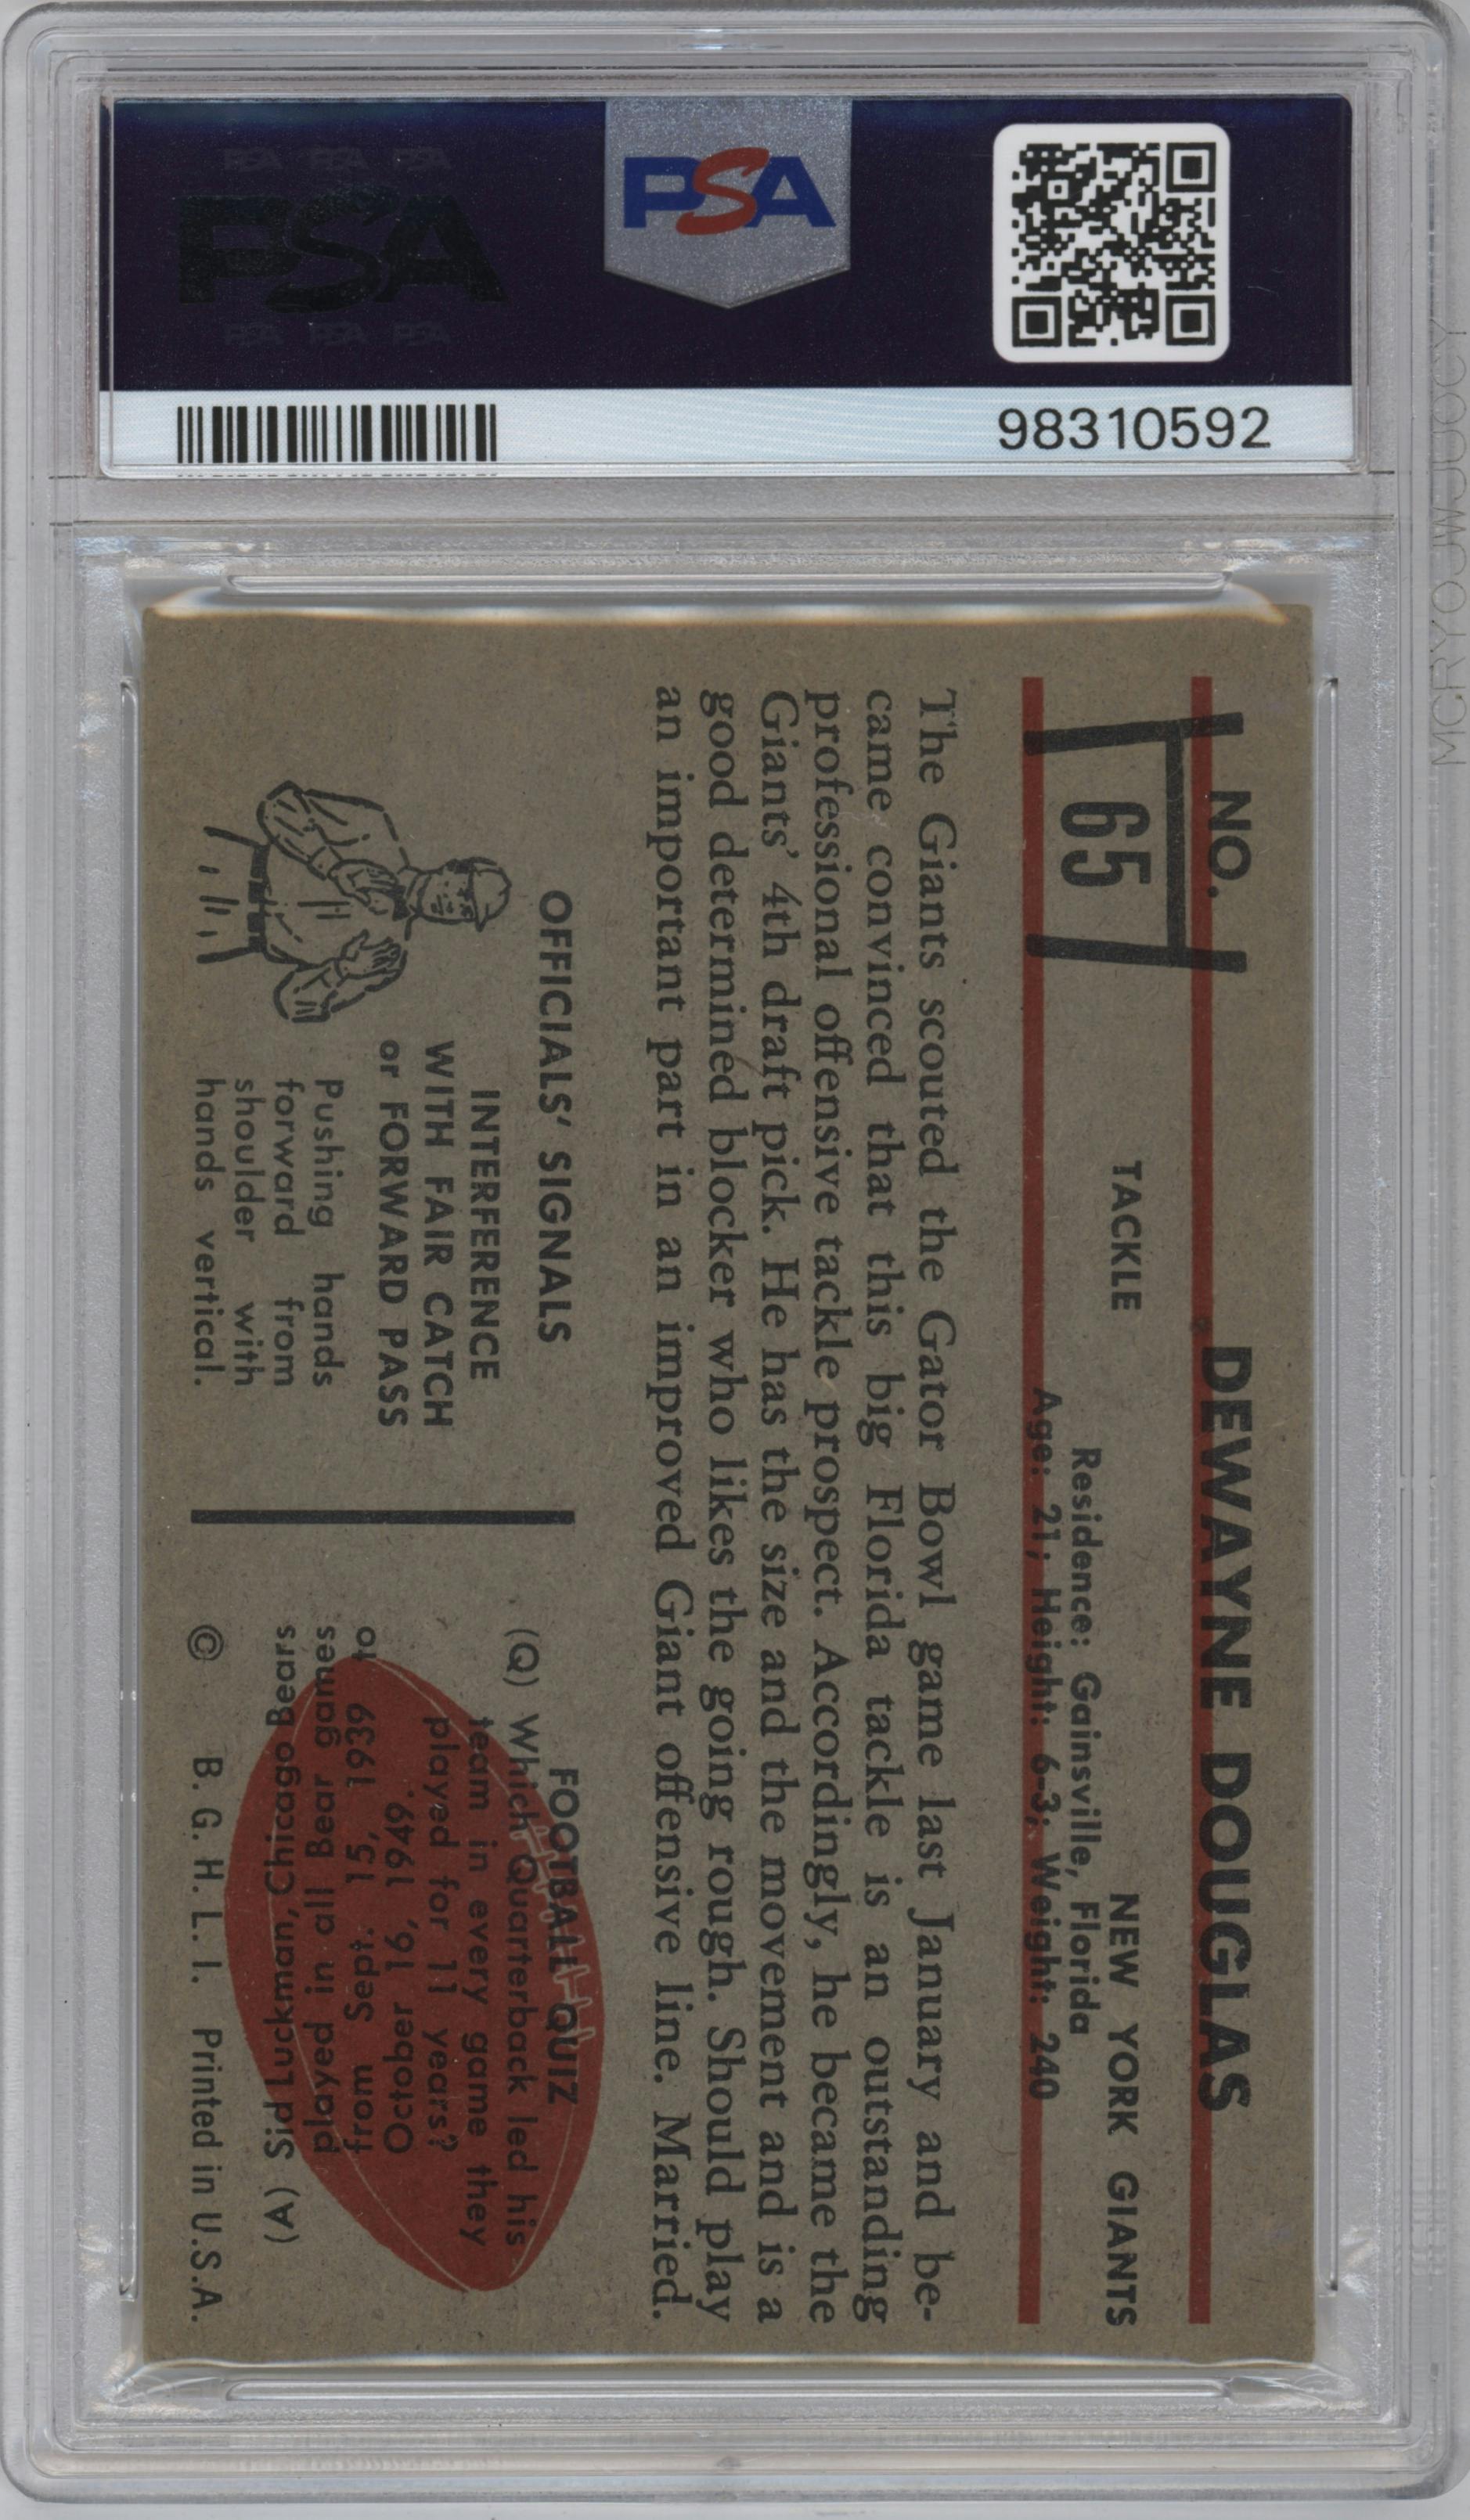 PSA PSA PSA
PSA
PSA PSA PSA
PSA
98310592
NO.
65
DEWAYNE DOUGLAS
TACKLE
NEW YORK GIANTS
Residence: Gainsville, Florida
Age: 21; Height: 6-3; Weight: 240
The Giants scouted the Gator Bowl game last January and be-
came convinced that this big Florida tackle is an outstanding
professional offensive tackle prospect. Accordingly, he became the
Giants' 4th draft pick. He has the size and the movement and is a
good determined blocker who likes the going rough. Should play
an important part in an improved Giant offensive line. Married.
OFFICIALS' SIGNALS
INTERFERENCE
WITH FAIR CATCH
or FORWARD PASS
Pushing hands
forward from
shoulder with
hands vertical.
FOOTBALL QUIZ
(Q) Which Quarterback led his
team in every game they
played for 11 years?
(A) Sid Luckman, Chicago Bears
played in all Bear games
from Sept. 15, 1939 to
October 16, 1949.
© B. G. H. L. I. Printed in U.S.A.